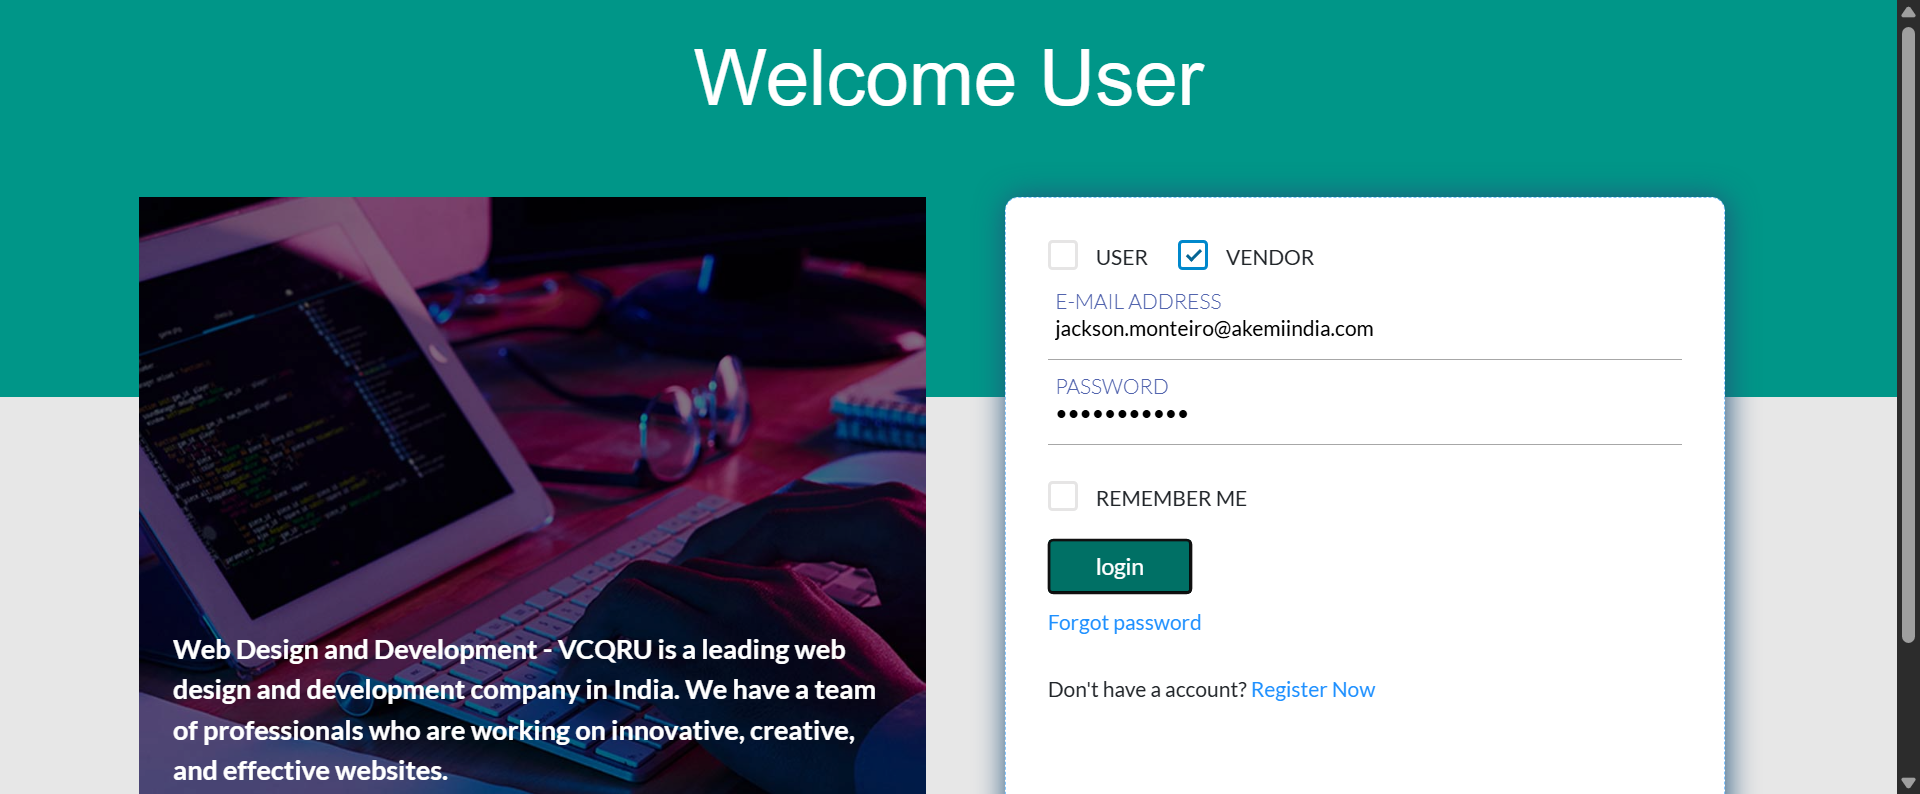 Welcome User
USER
VENDOR
E-MAIL ADDRESS
jackson.monteiro@akemiindia.com
PASSWORD
•••••••••••
REMEMBER ME
login
Forgot password
Don't have a account? Register Now
Web Design and Development - VCQRU is a leading web
design and development company in India. We have a team
of professionals who are working on innovative, creative,
and effective websites.